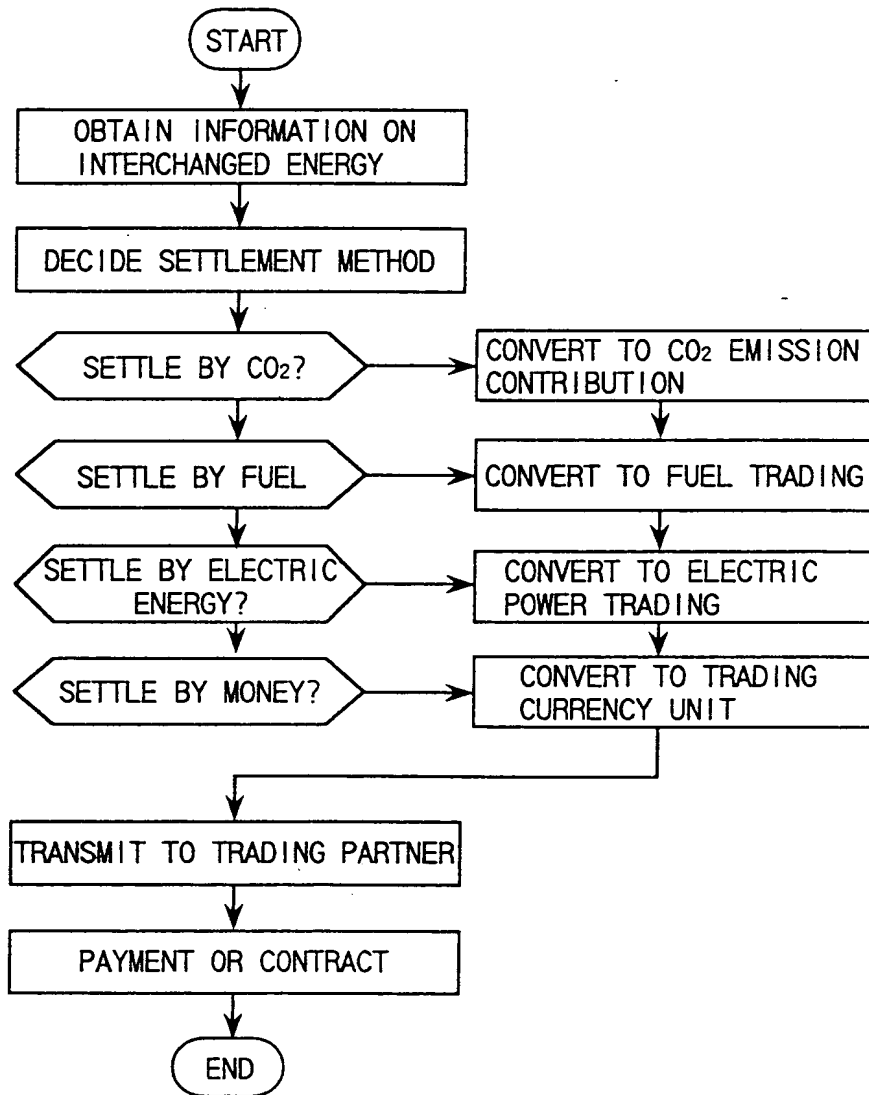 START
OBTAIN INFORMATION ON
INTERCHANGED ENERGY
DECIDE SETTLEMENT METHOD
SETTLE BY CO₂?
CONVERT TO CO₂ EMISSION
CONTRIBUTION
SETTLE BY FUEL
CONVERT TO FUEL TRADING
SETTLE BY ELECTRIC
ENERGY?
CONVERT TO ELECTRIC
POWER TRADING
SETTLE BY MONEY?
CONVERT TO TRADING
CURRENCY UNIT
TRANSMIT TO TRADING PARTNER
PAYMENT OR CONTRACT
END